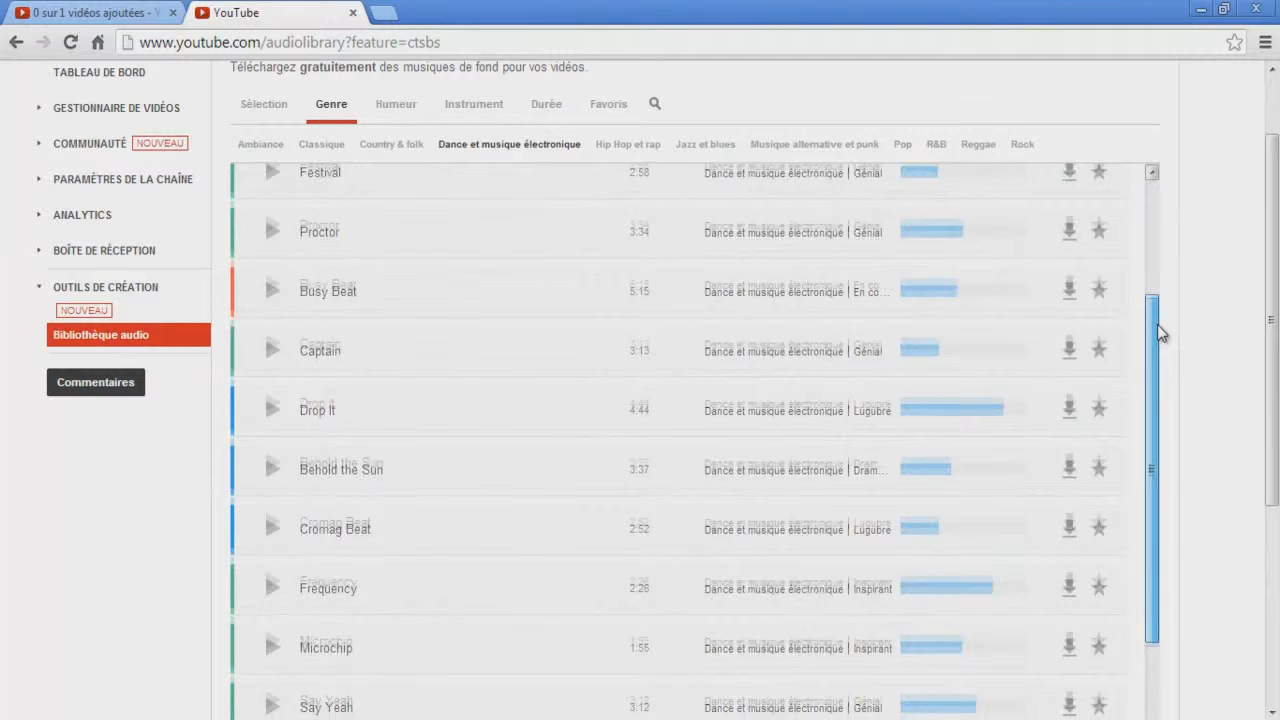 0 sur 1 vidéos ajoutées - Y
YouTube
www.youtube.com/audiolibrary?feature=ctsbs
Téléchargez gratuitement des musiques de fond pour vos vidéos.
TABLEAU DE BORD
GESTIONNAIRE DE VIDÉOS
COMMUNAUTÉ NOUVEAU
PARAMÈTRES DE LA CHAÎNE
ANALYTICS
BOÎTE DE RÉCEPTION
OUTILS DE CRÉATION
NOUVEAU
Bibliothèque audio
Commentaires
Sélection Genre Humeur Instrument Durée Favoris
Ambiance Classique Country & folk Dance et musique électronique Hip Hop et rap Jazz et blues Musique alternative et punk Pop R&B Reggae Rock
Festival 2:58 Dance et musique électronique | Génial
Proctor 3:34 Dance et musique électronique | Génial
Busy Beat 5:15 Dance et musique électronique | En co...
Captain 3:13 Dance et musique électronique | Génial
Drop It 4:44 Dance et musique électronique | Lugubre
Behold the Sun 3:37 Dance et musique électronique | Dram...
Cromag Beat 2:52 Dance et musique électronique | Lugubre
Frequency 2:26 Dance et musique électronique | Inspirant
Microchip 1:55 Dance et musique électronique | Inspirant
Say Yeah 3:12 Dance et musique électronique | Génial